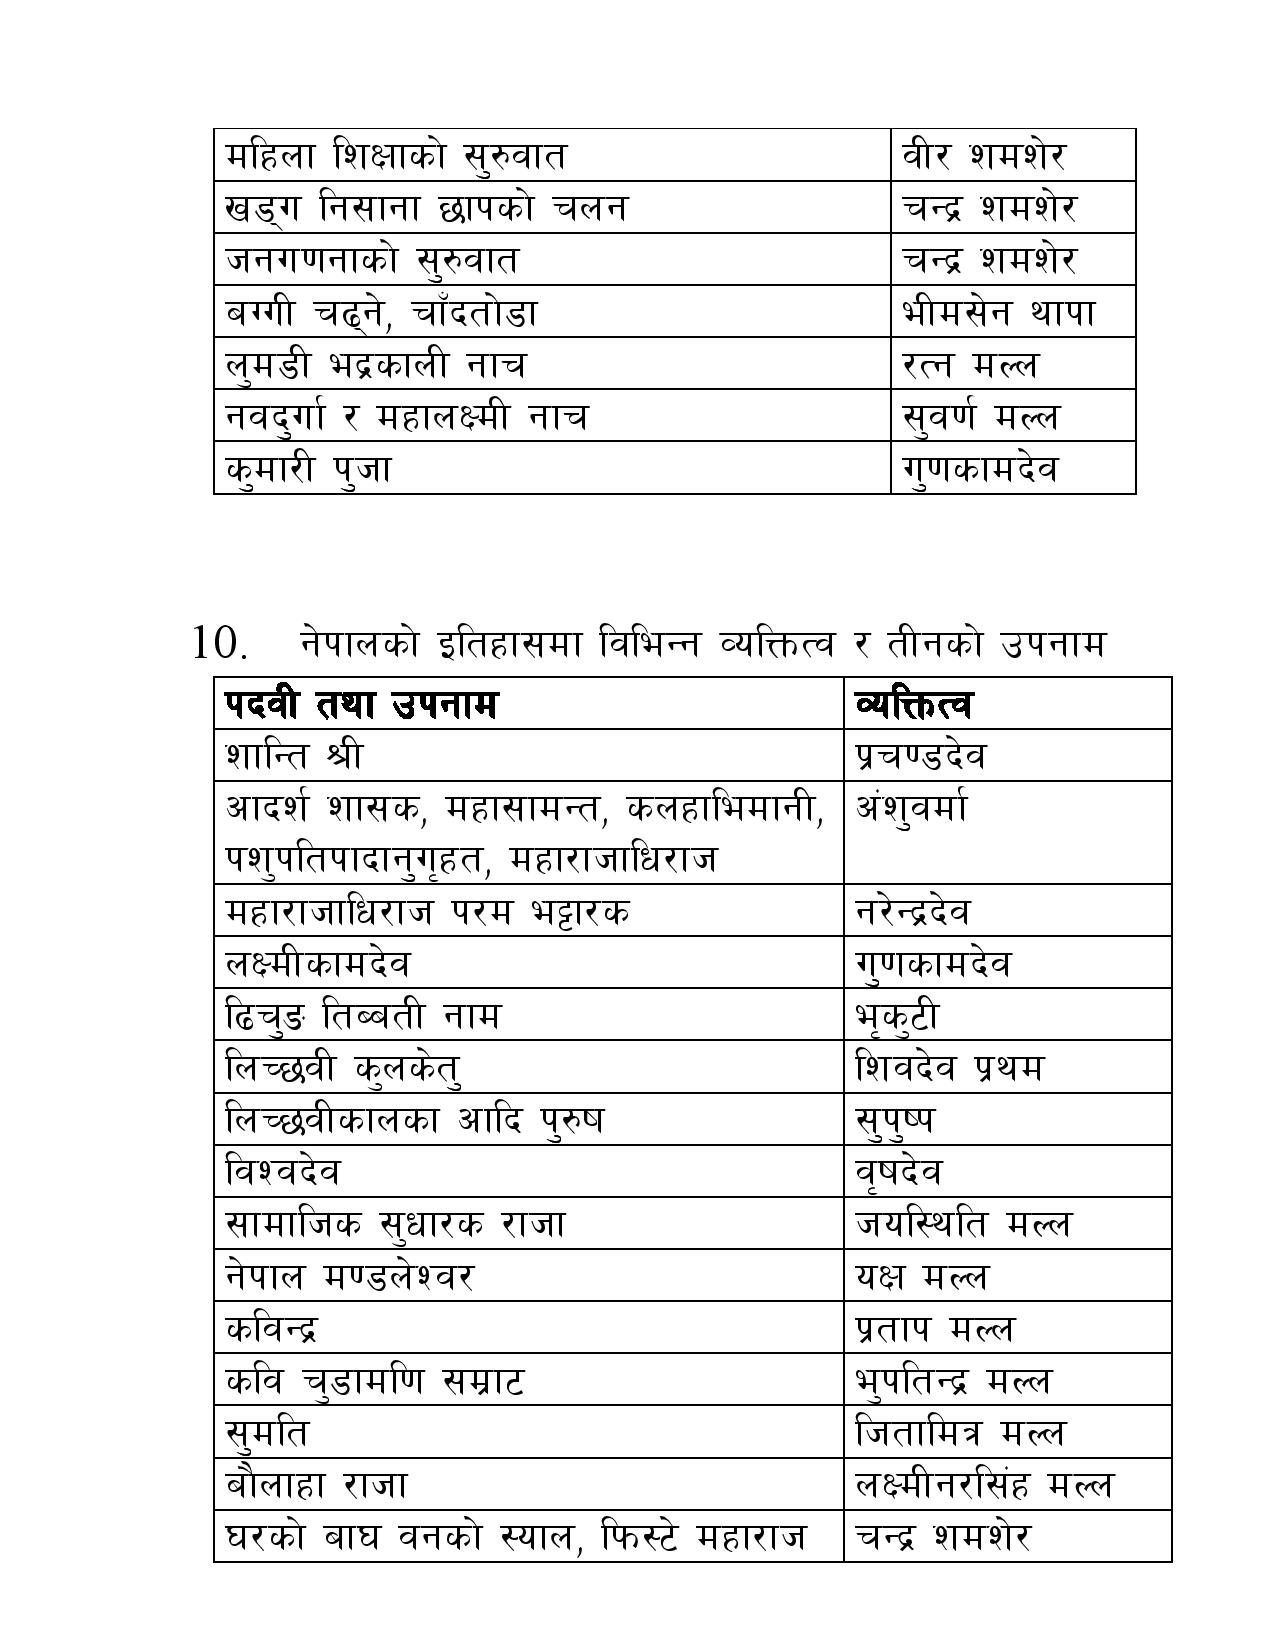 महिला शिक्षाको सुरुवात वीर शमशेर
खड्ग निसाना छापको चलन चन्द्र शमशेर
जनगणनाको सुरुवात चन्द्र शमशेर
बग्गी चढ्ने, चाँदतोडा भीमसेन थापा
लुमडी भद्रकाली नाच रत्न मल्ल
नवदुर्गा र महालक्ष्मी नाच सुवर्ण मल्ल
कुमारी पुजा गुणकामदेव
10. नेपालको इतिहासमा विभिन्न व्यक्तित्व र तीनको उपनाम
पदवी तथा उपनाम व्यक्तित्व
शान्ति श्री प्रचण्डदेव
आदर्श शासक, महासामन्त, कलहाभिमानी, अंशुवर्मा
पशुपतिपादानुगृहत, महाराजाधिराज
महाराजाधिराज परम भट्टारक नरेन्द्रदेव
लक्ष्मीकामदेव गुणकामदेव
ढिचुङ तिब्बती नाम भृकुटी
लिच्छवी कुलकेतु शिवदेव प्रथम
लिच्छवीकालका आदि पुरुष सुपुष्प
विश्वदेव वृषदेव
सामाजिक सुधारक राजा जयस्थिति मल्ल
नेपाल मण्डलेश्वर यक्ष मल्ल
कविन्द्र प्रताप मल्ल
कवि चुडामणि सम्राट भुपतिन्द्र मल्ल
सुमति जितामित्र मल्ल
बौलाहा राजा लक्ष्मीनरसिंह मल्ल
घरको बाघ वनको स्याल, फिस्टे महाराज चन्द्र शमशेर